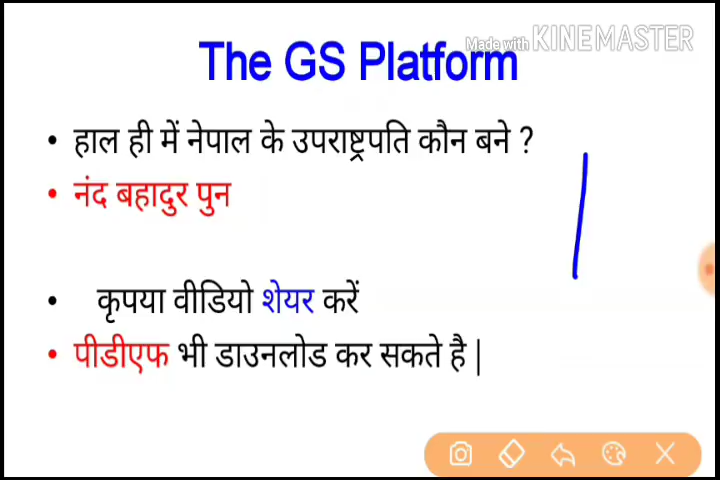 Made with KINEMASTER
The GS Platform
• हाल ही में नेपाल के उपराष्ट्रपति कौन बने ?
• नंद बहादुर पुन
• कृपया वीडियो शेयर करें
• पीडीएफ भी डाउनलोड कर सकते है |